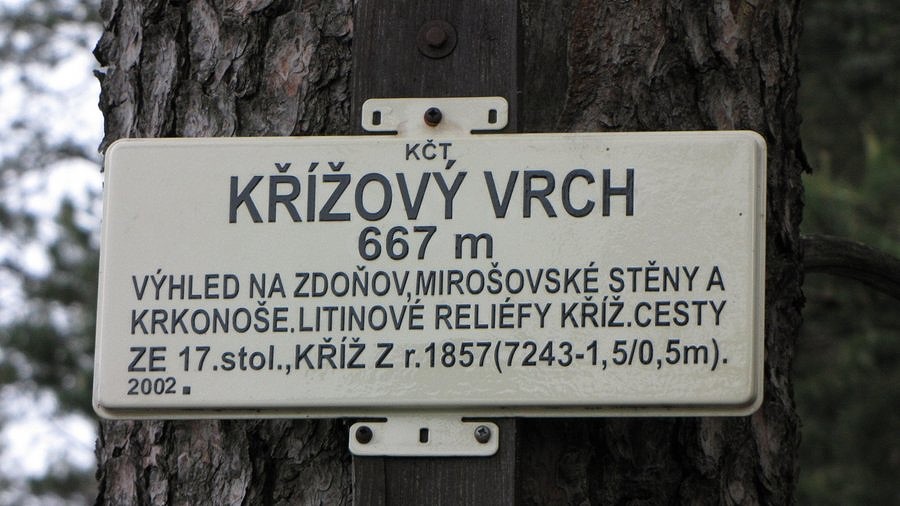 KČT
KŘÍŽOVÝ VRCH
667 m
VÝHLED NA ZDOŇOV,MIROŠOVSKÉ STĚNY A
KRKONOŠE.LITINOVÉ RELIÉFY KŘÍŽ.CESTY
ZE 17.stol.,KŘÍŽ Z r.1857(7243-1,5/0,5m).
2002.